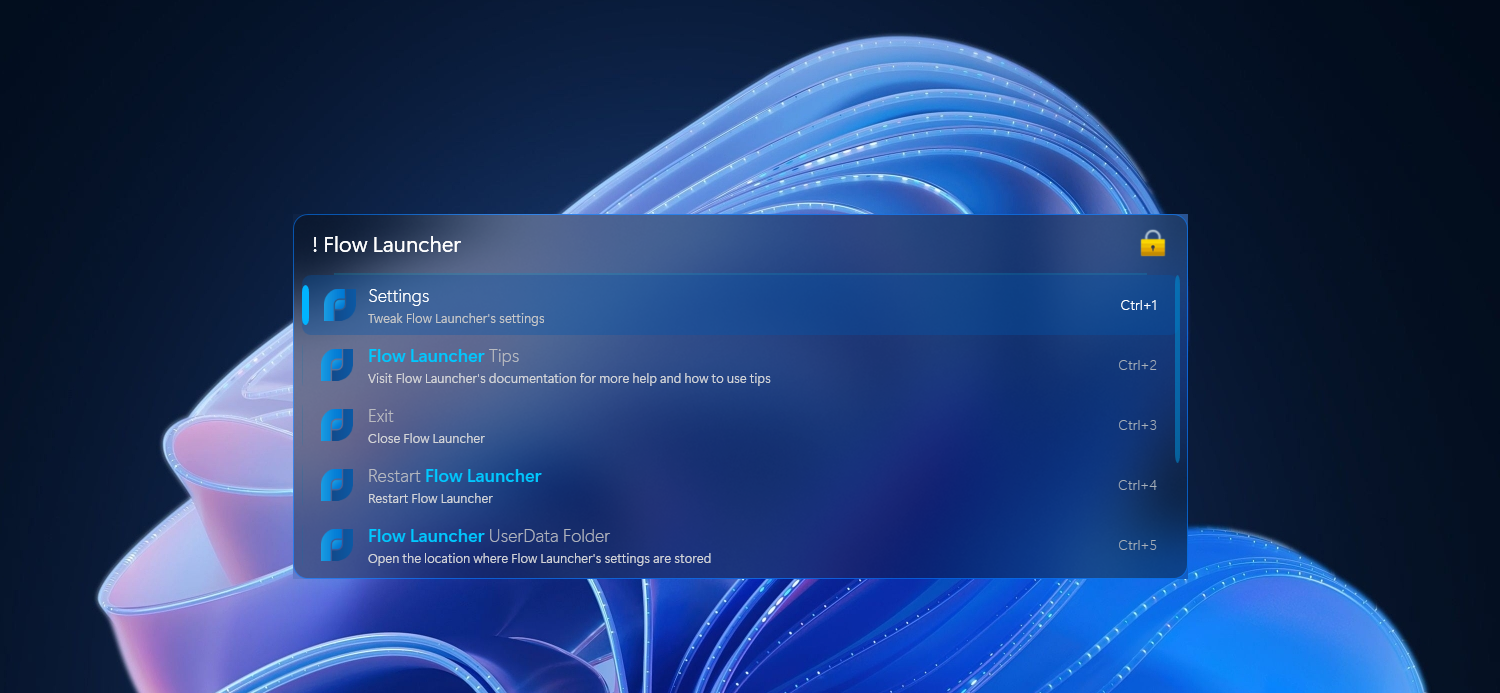 ! Flow Launcher
Settings
Tweak Flow Launcher's settings
Ctrl+1
Flow Launcher Tips
Visit Flow Launcher's documentation for more help and how to use tips
Ctrl+2
Exit
Close Flow Launcher
Ctrl+3
Restart Flow Launcher
Restart Flow Launcher
Ctrl+4
Flow Launcher UserData Folder
Open the location where Flow Launcher's settings are stored
Ctrl+5